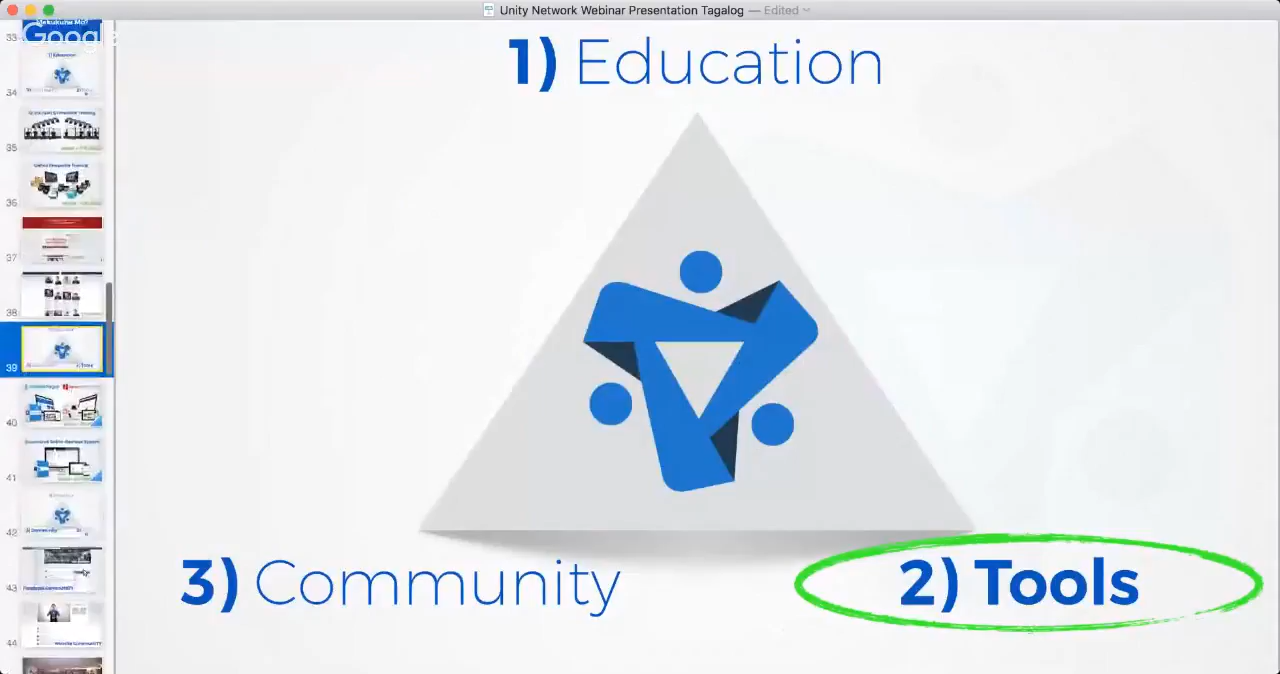 Unity Network Webinar Presentation Tagalog — Edited
Google
33
34
35
36
37
38
39
40
41
42
43
44
1) Education
3) Community
2) Tools